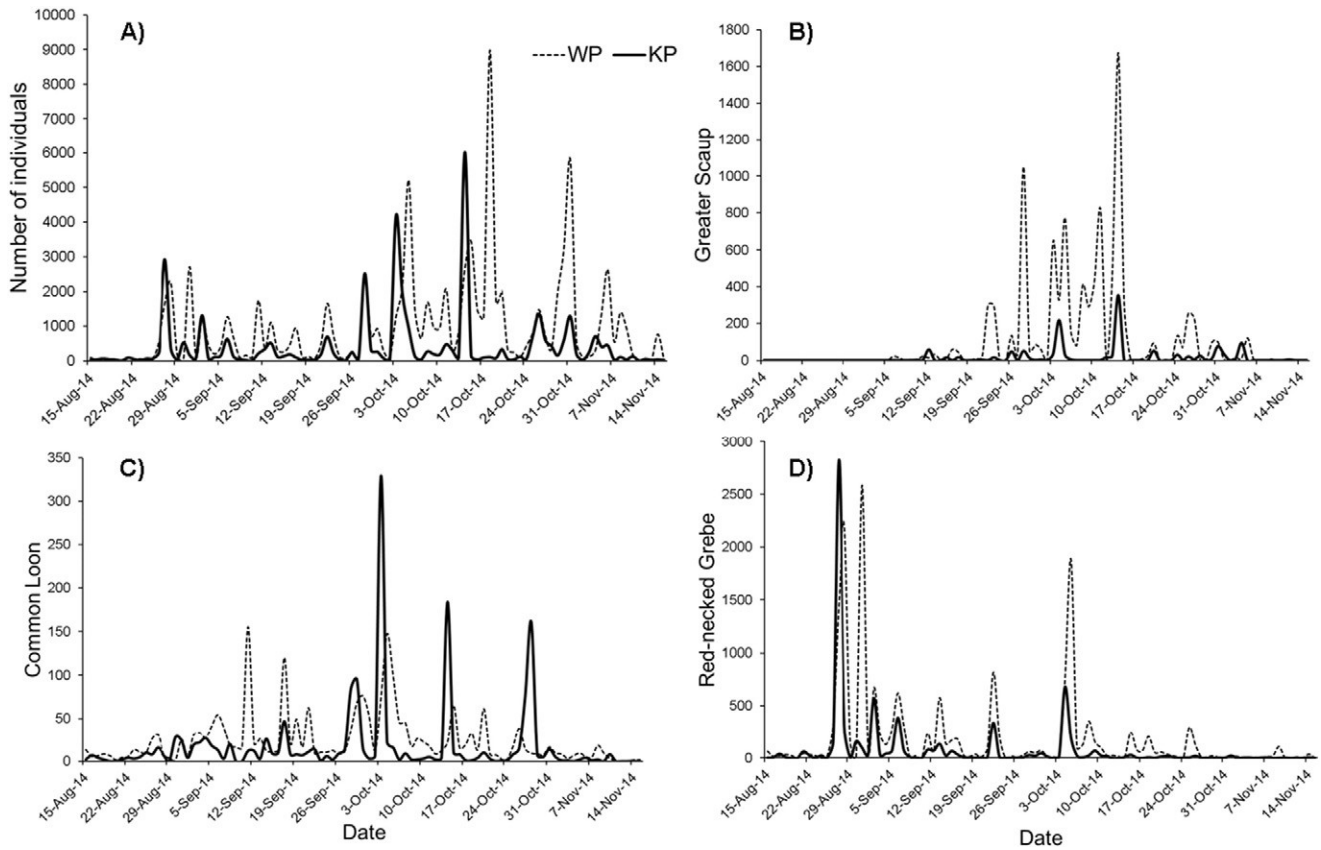 A)
WP KP
Number of individuals
10000
9000
8000
7000
6000
5000
4000
3000
2000
1000
0
15-Aug-14 22-Aug-14 29-Aug-14 5-Sep-14 12-Sep-14 19-Sep-14 26-Sep-14 3-Oct-14 10-Oct-14 17-Oct-14 24-Oct-14 31-Oct-14 7-Nov-14 14-Nov-14
B)
Greater Scaup
1800
1600
1400
1200
1000
800
600
400
200
0
15-Aug-14 22-Aug-14 29-Aug-14 5-Sep-14 12-Sep-14 19-Sep-14 26-Sep-14 3-Oct-14 10-Oct-14 17-Oct-14 24-Oct-14 31-Oct-14 7-Nov-14 14-Nov-14
C)
Common Loon
350
300
250
200
150
100
50
0
15-Aug-14 22-Aug-14 29-Aug-14 5-Sep-14 12-Sep-14 19-Sep-14 26-Sep-14 3-Oct-14 10-Oct-14 17-Oct-14 24-Oct-14 31-Oct-14 7-Nov-14 14-Nov-14
Date
D)
Red-necked Grebe
3000
2500
2000
1500
1000
500
0
15-Aug-14 22-Aug-14 29-Aug-14 5-Sep-14 12-Sep-14 19-Sep-14 26-Sep-14 3-Oct-14 10-Oct-14 17-Oct-14 24-Oct-14 31-Oct-14 7-Nov-14 14-Nov-14
Date